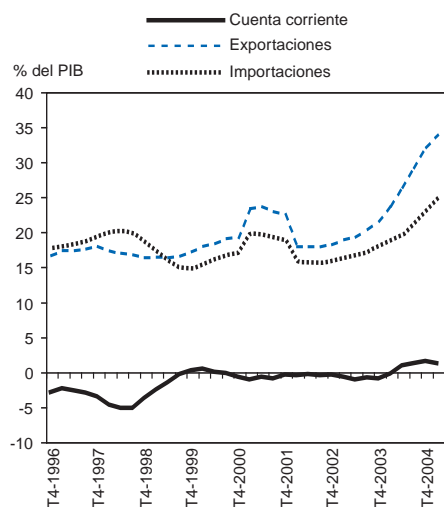 Cuenta corriente
Exportaciones
Importaciones
% del PIB
40
35
30
25
20
15
10
5
0
-5
-10
T4-1996
T4-1997
T4-1998
T4-1999
T4-2000
T4-2001
T4-2002
T4-2003
T4-2004